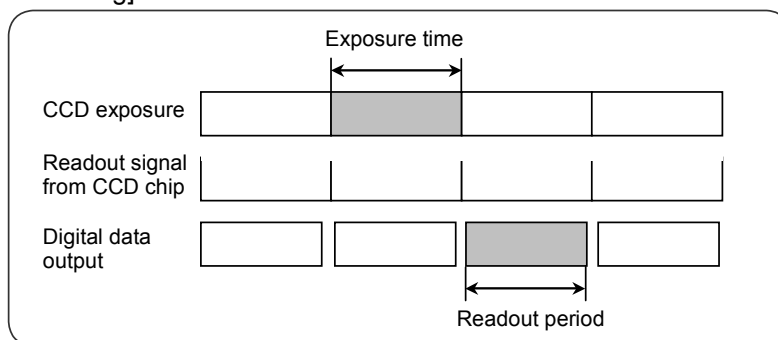 Exposure time
CCD exposure
Readout signal
from CCD chip
Digital data
output
Readout period